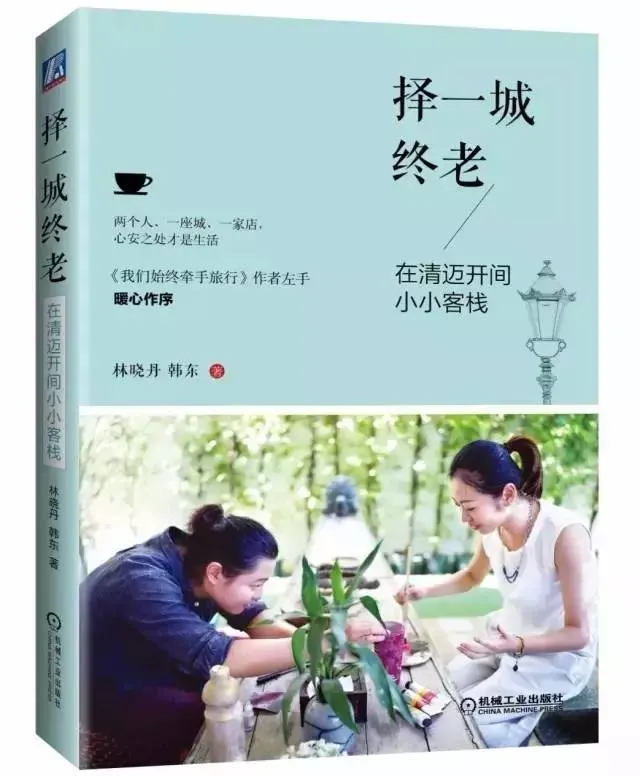 择一城终老
在清迈开间小小客栈
林晓丹 韩东 著
机械工业出版社
CHINA MACHINE PRESS
择一城
终老
在清迈开间
小小客栈
两个人、一座城、一家店，
心安之处才是生活
《我们始终牵手旅行》作者左手
暖心作序
林晓丹 韩东 著
机械工业出版社
CHINA MACHINE PRESS